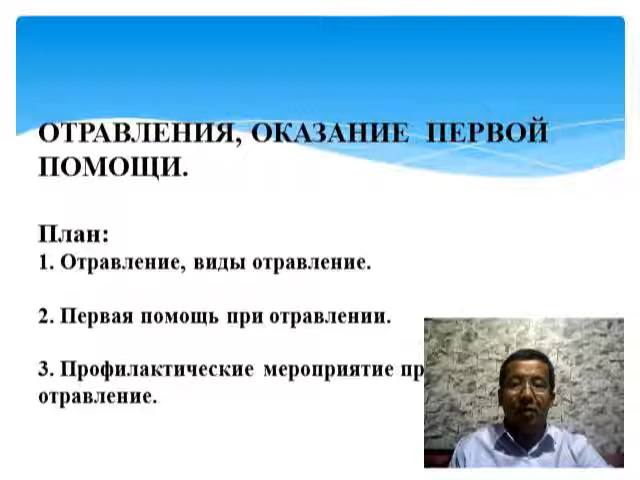 ОТРАВЛЕНИЯ, ОКАЗАНИЕ ПЕРВОЙ
ПОМОЩИ.
План:
1. Отравление, виды отравление.
2. Первая помощь при отравлении.
3. Профилактические мероприятие
отравление.